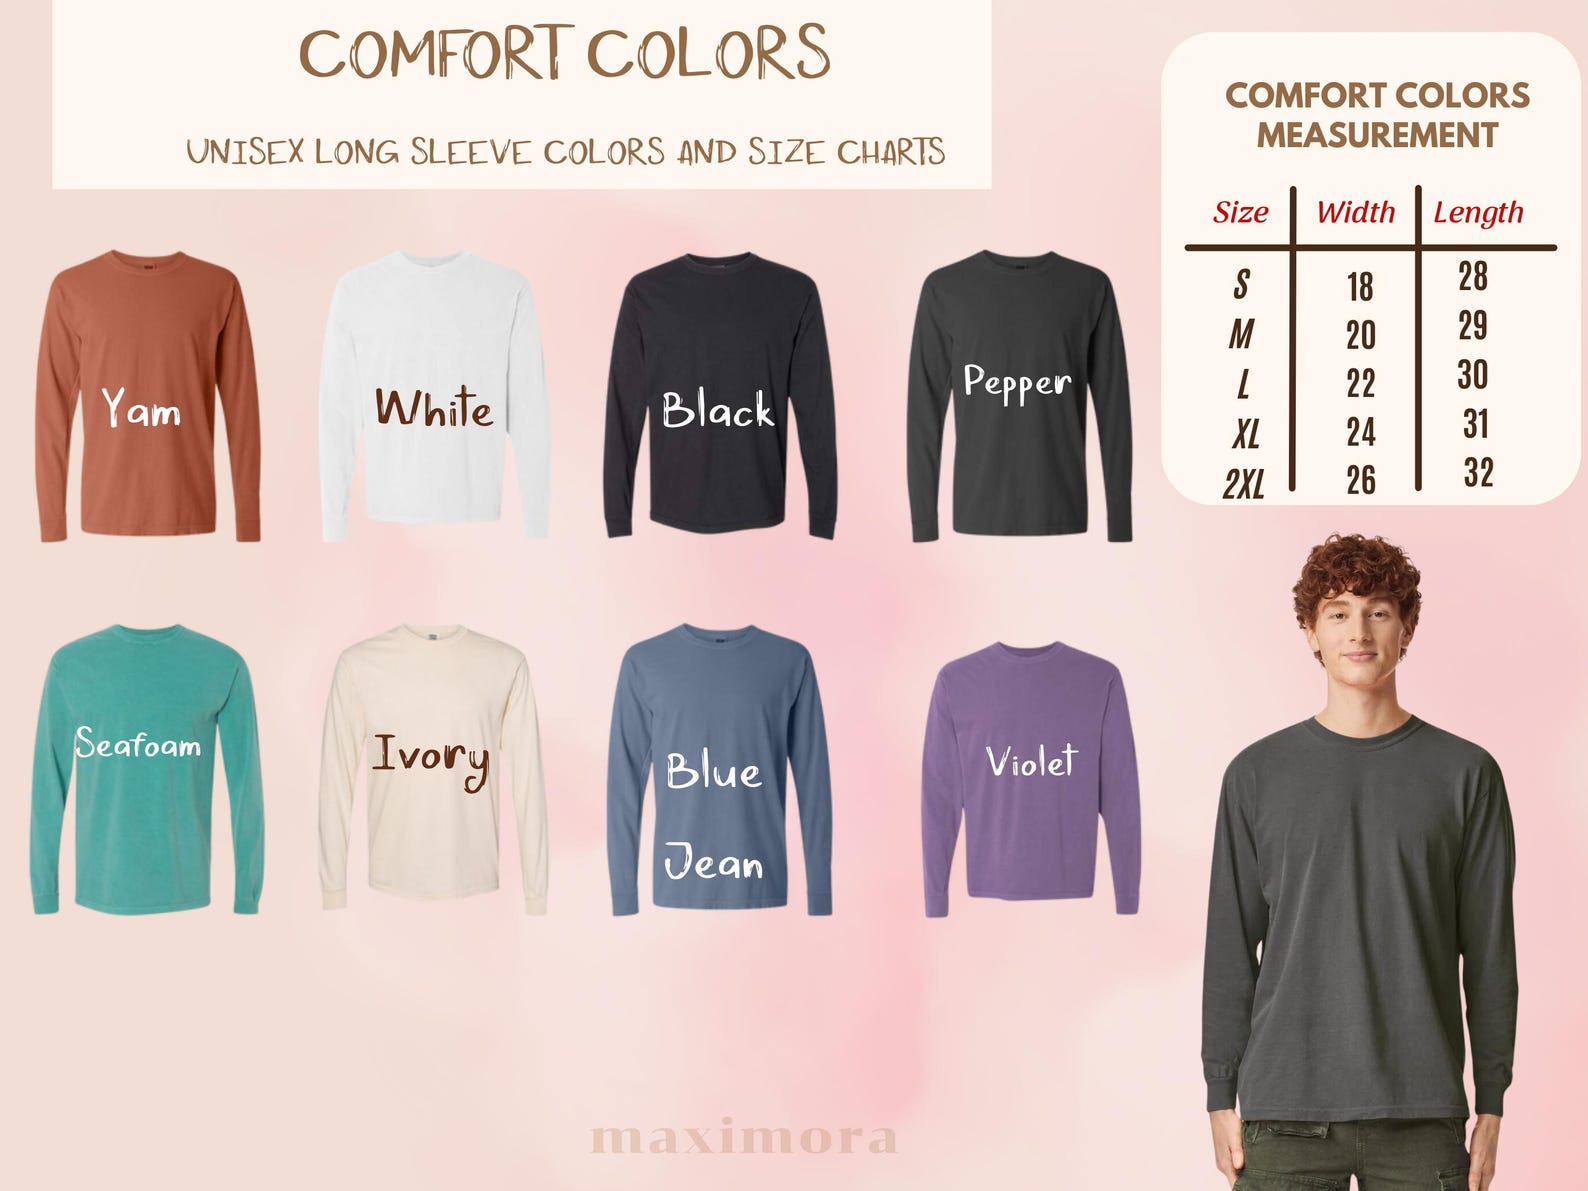 COMFORT COLORS
UNISEX LONG SLEEVE COLORS AND SIZE CHARTS
Yam
White
Black
Pepper
Seafoam
Ivory
Blue
Jean
Violet
COMFORT COLORS
MEASUREMENT
Size Width Length
S 18 28
M 20 29
L 22 30
XL 24 31
2XL 26 32
maximora